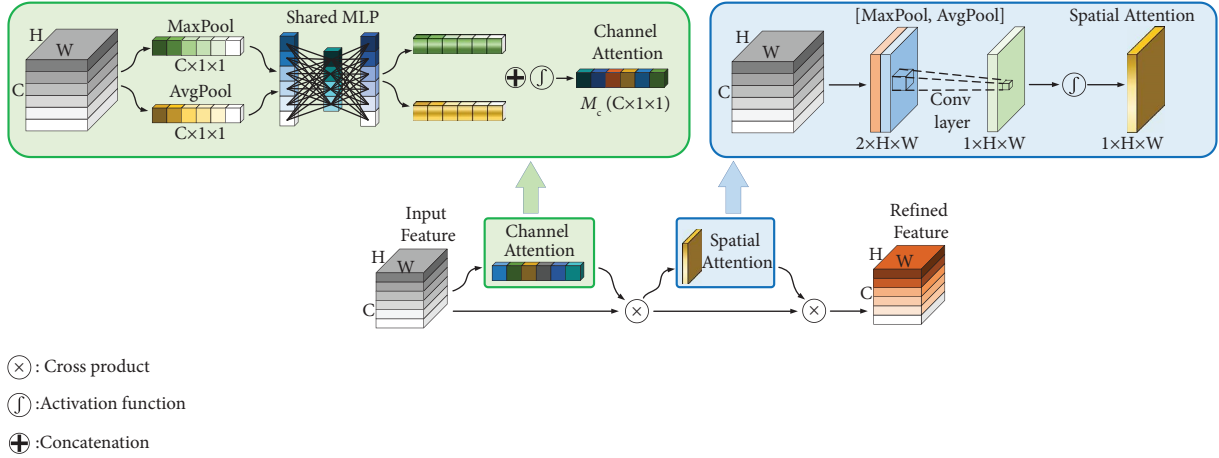 MaxPool
Shared MLP
H
W
C
C×1×1
AvgPool
C×1×1
Channel
Attention
M_c (C×1×1)
[MaxPool, AvgPool]
Spatial Attention
H
W
C
Conv
layer
2×H×W
1×H×W
1×H×W
Input
Feature
H
W
C
Channel
Attention
Spatial
Attention
Refined
Feature
H
W
C
: Cross product
:Activation function
:Concatenation